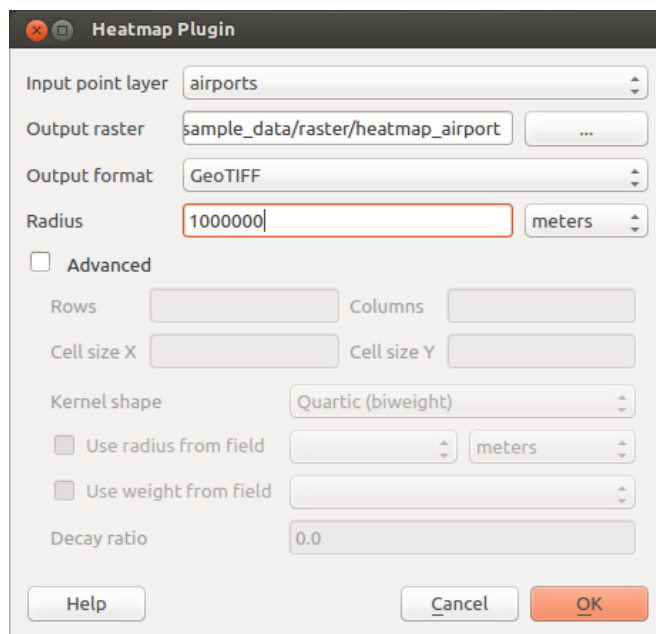 Heatmap Plugin
Input point layer airports
Output raster sample_data/raster/heatmap_airport ...
Output format GeoTIFF
Radius 1000000 meters
Advanced
Rows Columns
Cell size X Cell size Y
Kernel shape Quartic (biweight)
Use radius from field meters
Use weight from field
Decay ratio 0.0
Help Cancel OK